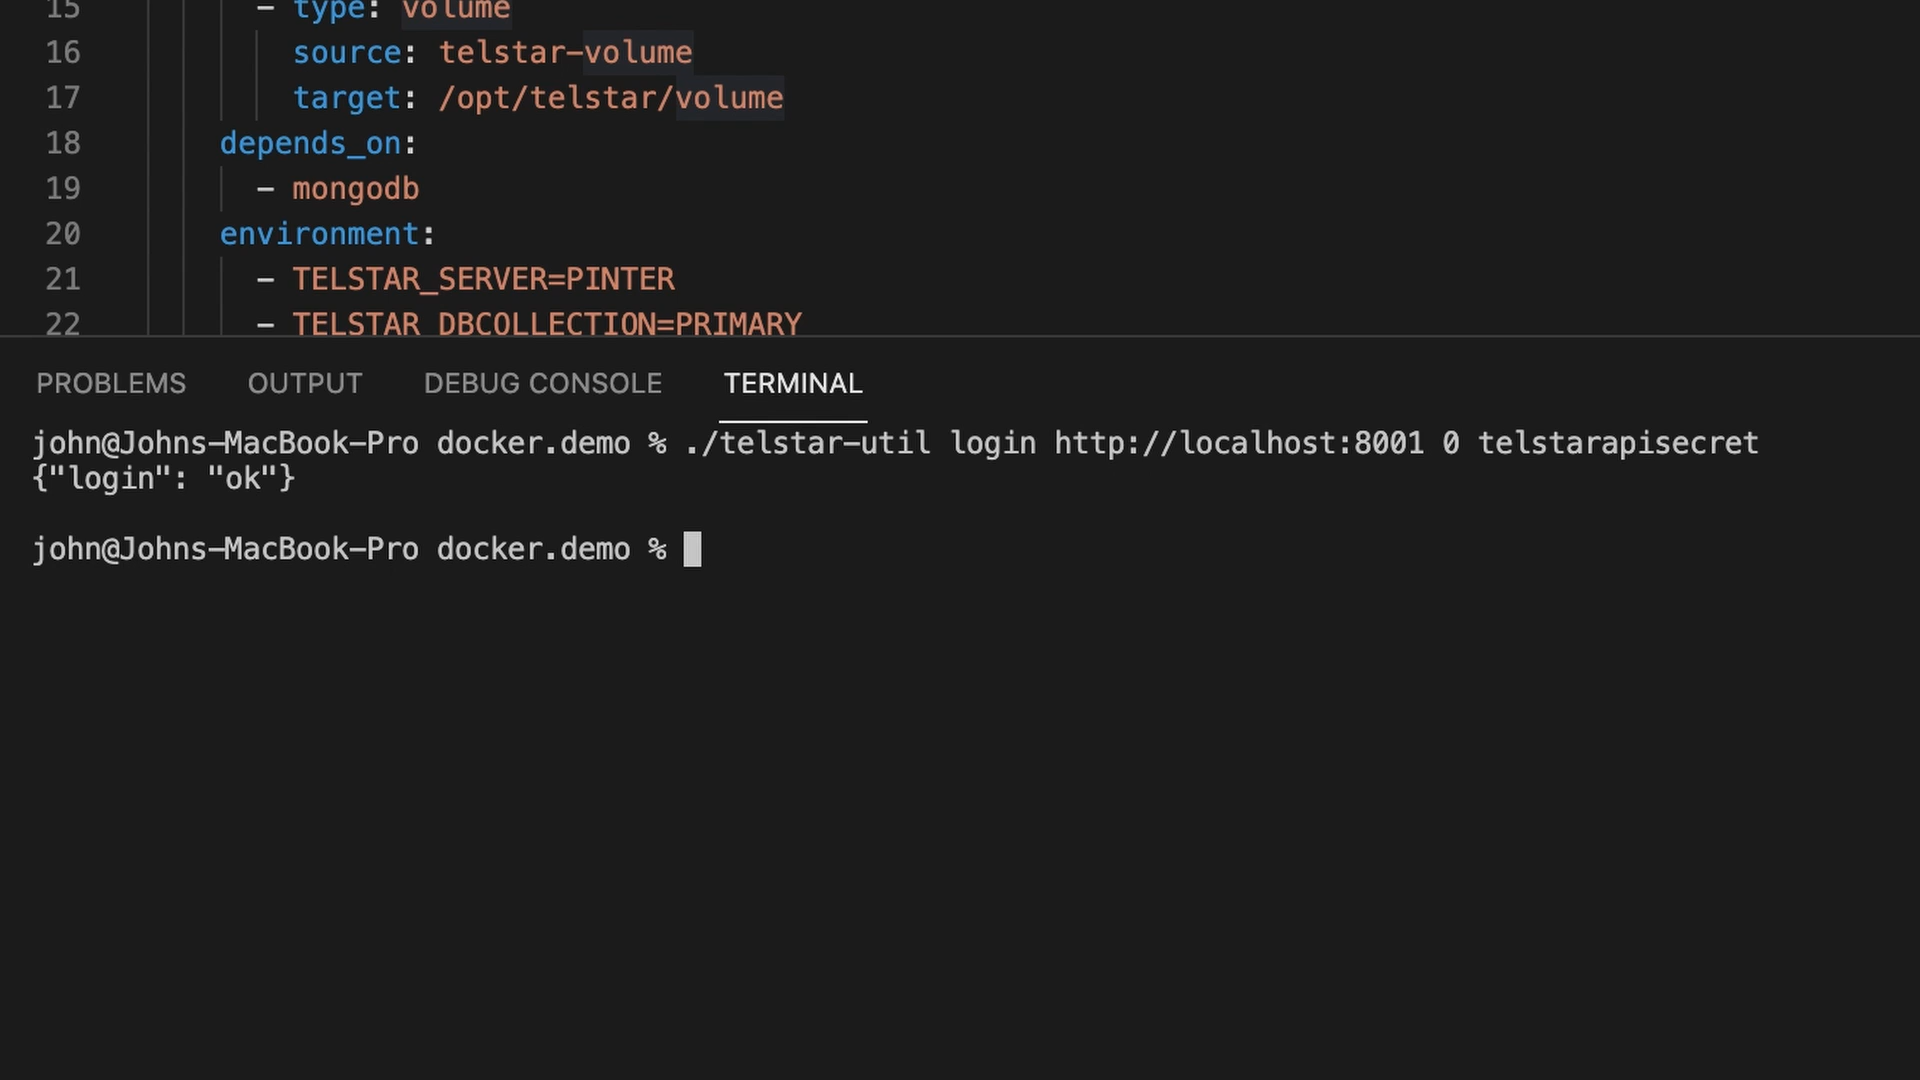 15 - type: volume
16 source: telstar-volume
17 target: /opt/telstar/volume
18 depends_on:
19 - mongodb
20 environment:
21 - TELSTAR_SERVER=PINTER
22 - TELSTAR_DBCOLLECTION=PRIMARY
PROBLEMS OUTPUT DEBUG CONSOLE TERMINAL
john@Johns-MacBook-Pro docker.demo % ./telstar-util login http://localhost:8001 0 telstarapisecret
{"login": "ok"}
john@Johns-MacBook-Pro docker.demo %